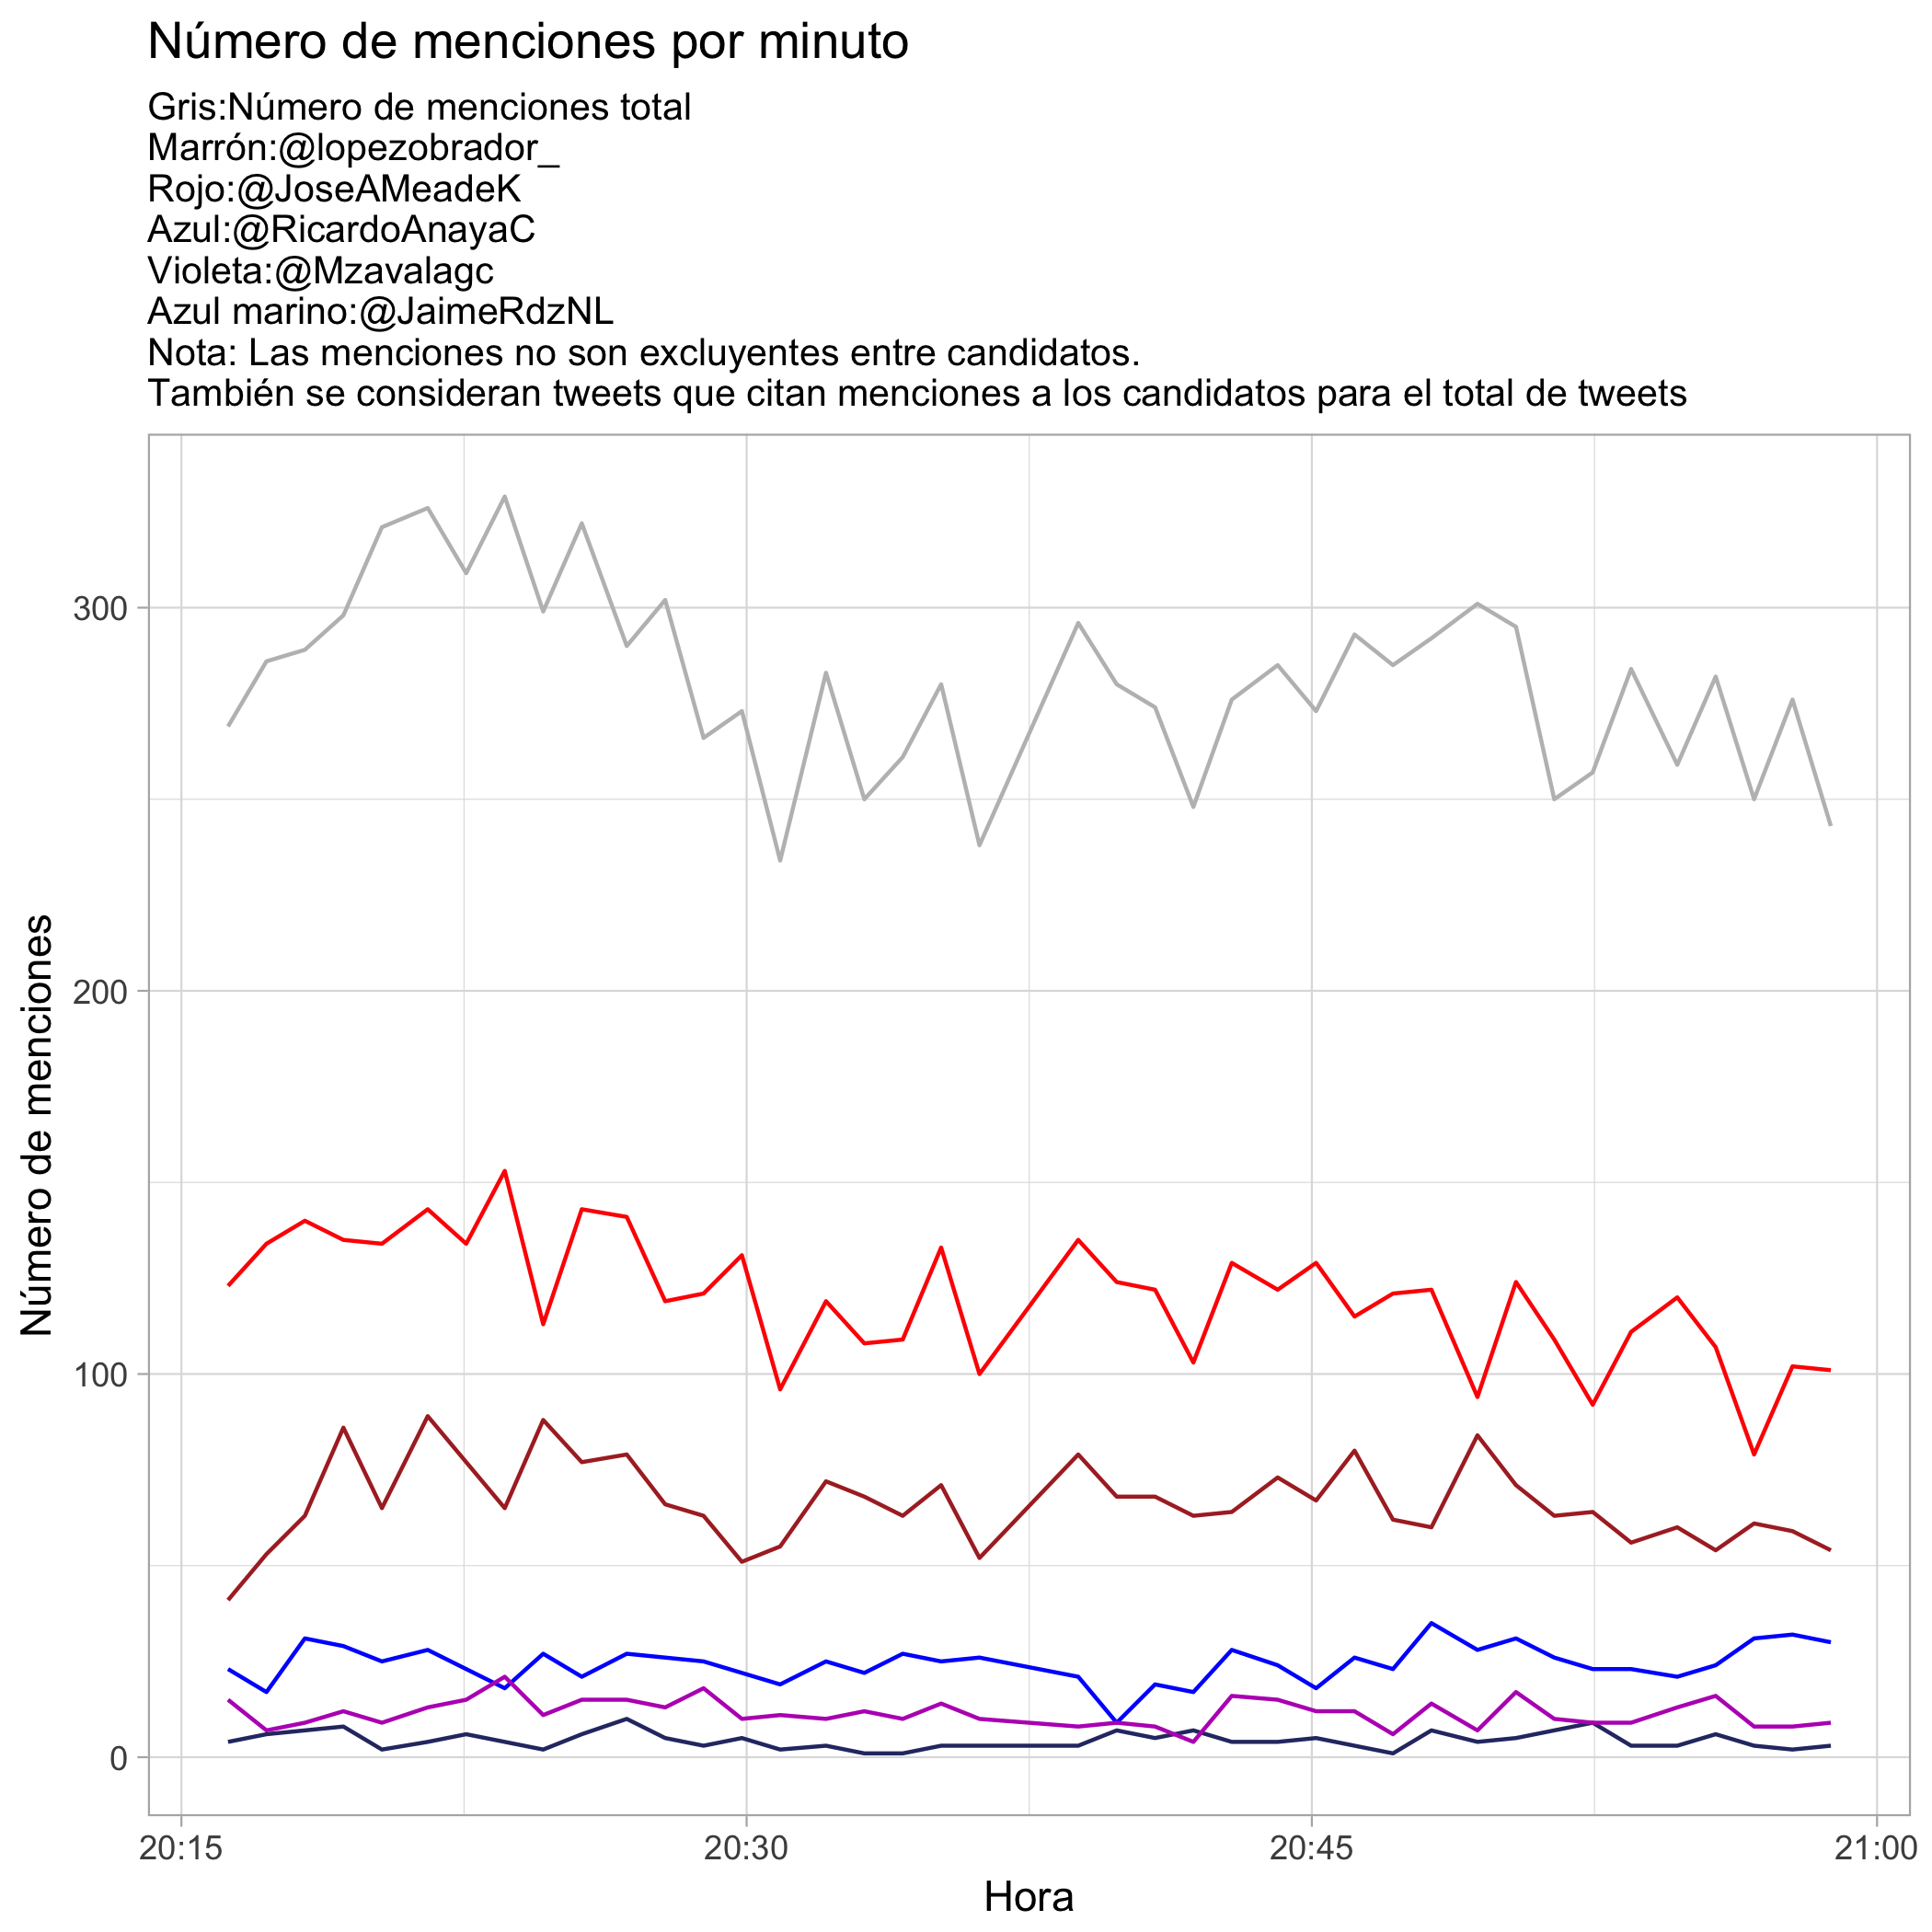 Número de menciones por minuto
Gris:Número de menciones total
Marrón:@lopezobrador_
Rojo:@JoseAMeadeK
Azul:@RicardoAnayaC
Violeta:@Mzavalagc
Azul marino:@JaimeRdzNL
Nota: Las menciones no son excluyentes entre candidatos.
También se consideran tweets que citan menciones a los candidatos para el total de tweets
Número de menciones
300
200
100
0
20:15
20:30
20:45
21:00
Hora